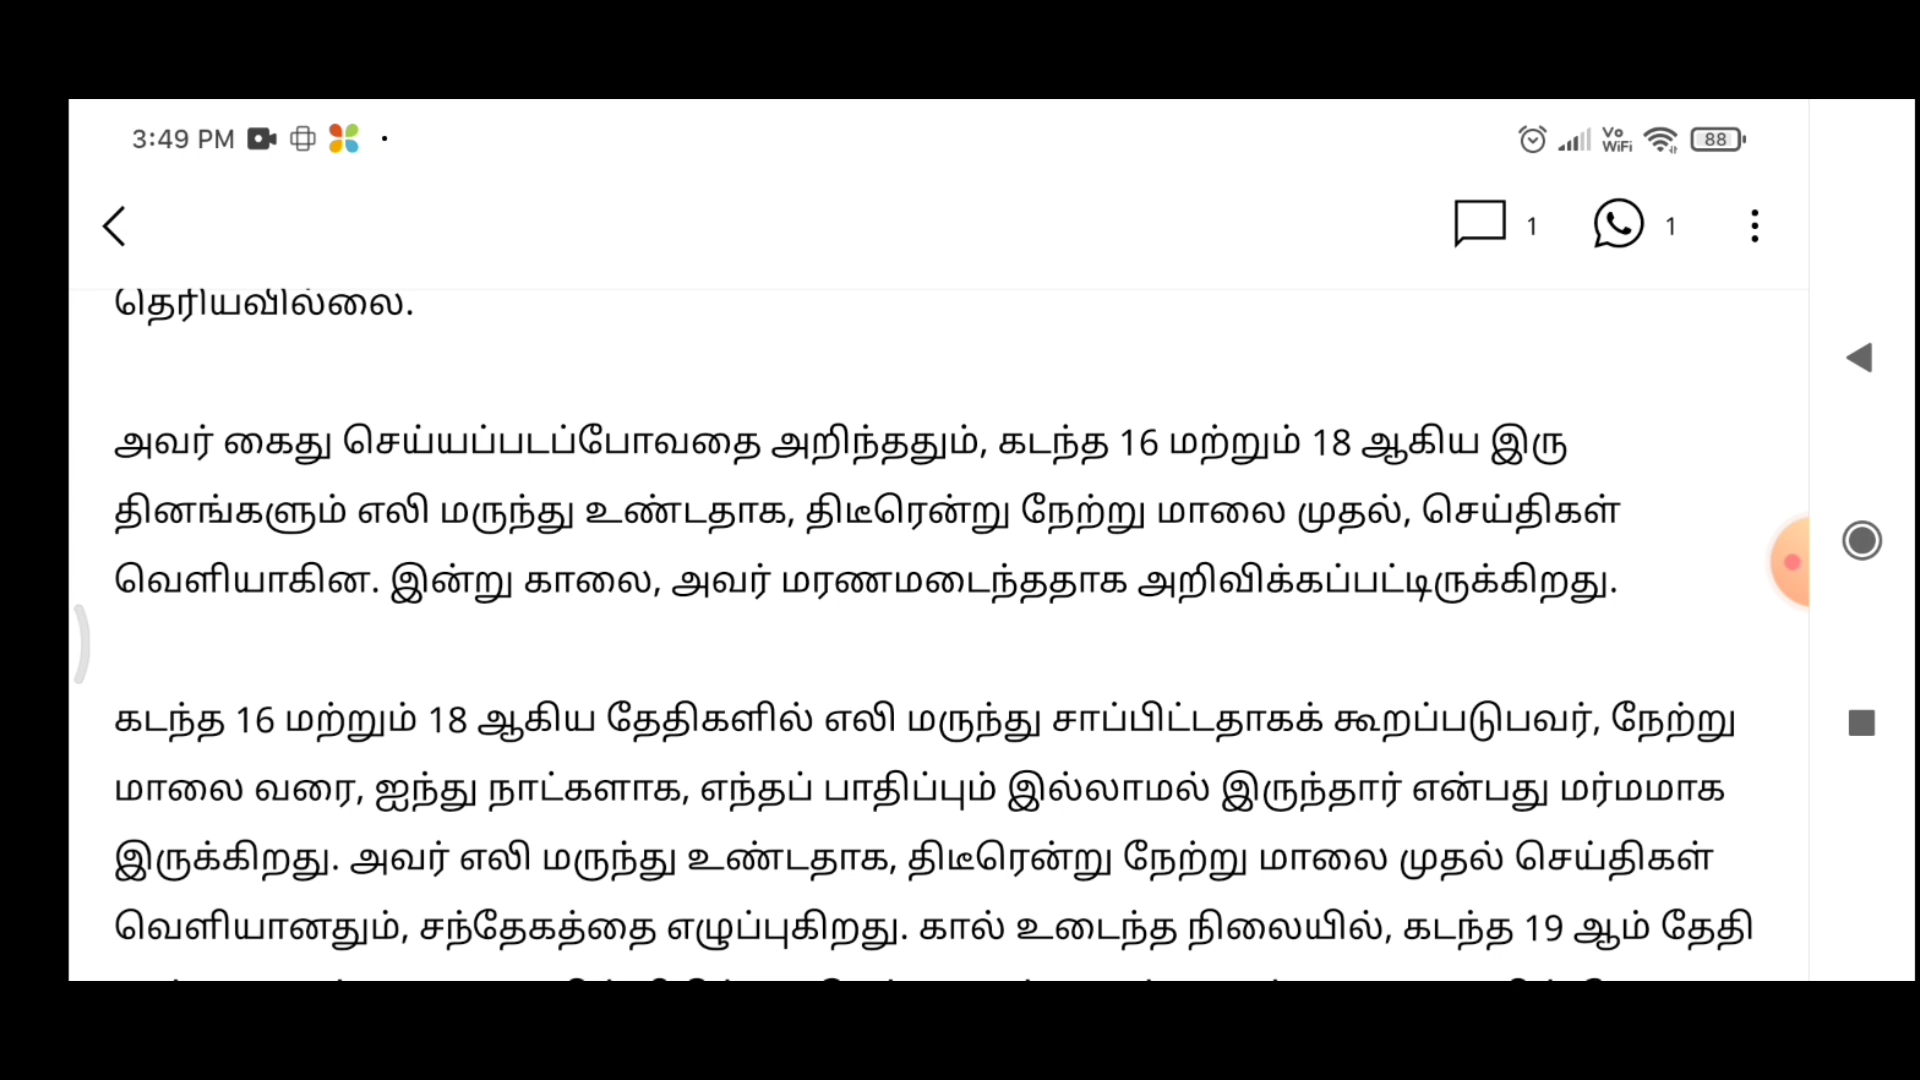 3:49 PM
Vo WiFi 88
1 1
தெரியவில்லை.
அவர் கைது செய்யப்படப்போவதை அறிந்ததும், கடந்த 16 மற்றும் 18 ஆகிய இரு
தினங்களும் எலி மருந்து உண்டதாக, திடீரென்று நேற்று மாலை முதல், செய்திகள்
வெளியாகின. இன்று காலை, அவர் மரணமடைந்ததாக அறிவிக்கப்பட்டிருக்கிறது.
கடந்த 16 மற்றும் 18 ஆகிய தேதிகளில் எலி மருந்து சாப்பிட்டதாகக் கூறப்படுபவர், நேற்று
மாலை வரை, ஐந்து நாட்களாக, எந்தப் பாதிப்பும் இல்லாமல் இருந்தார் என்பது மர்மமாக
இருக்கிறது. அவர் எலி மருந்து உண்டதாக, திடீரென்று நேற்று மாலை முதல் செய்திகள்
வெளியானதும், சந்தேகத்தை எழுப்புகிறது. கால் உடைந்த நிலையில், கடந்த 19 ஆம் தேதி